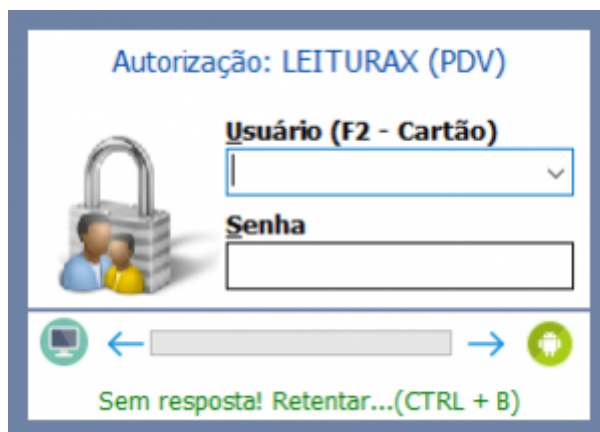 Autorização: LEITURAX (PDV)
Usuário (F2 - Cartão)
Senha
Sem resposta! Retentar...(CTRL + B)